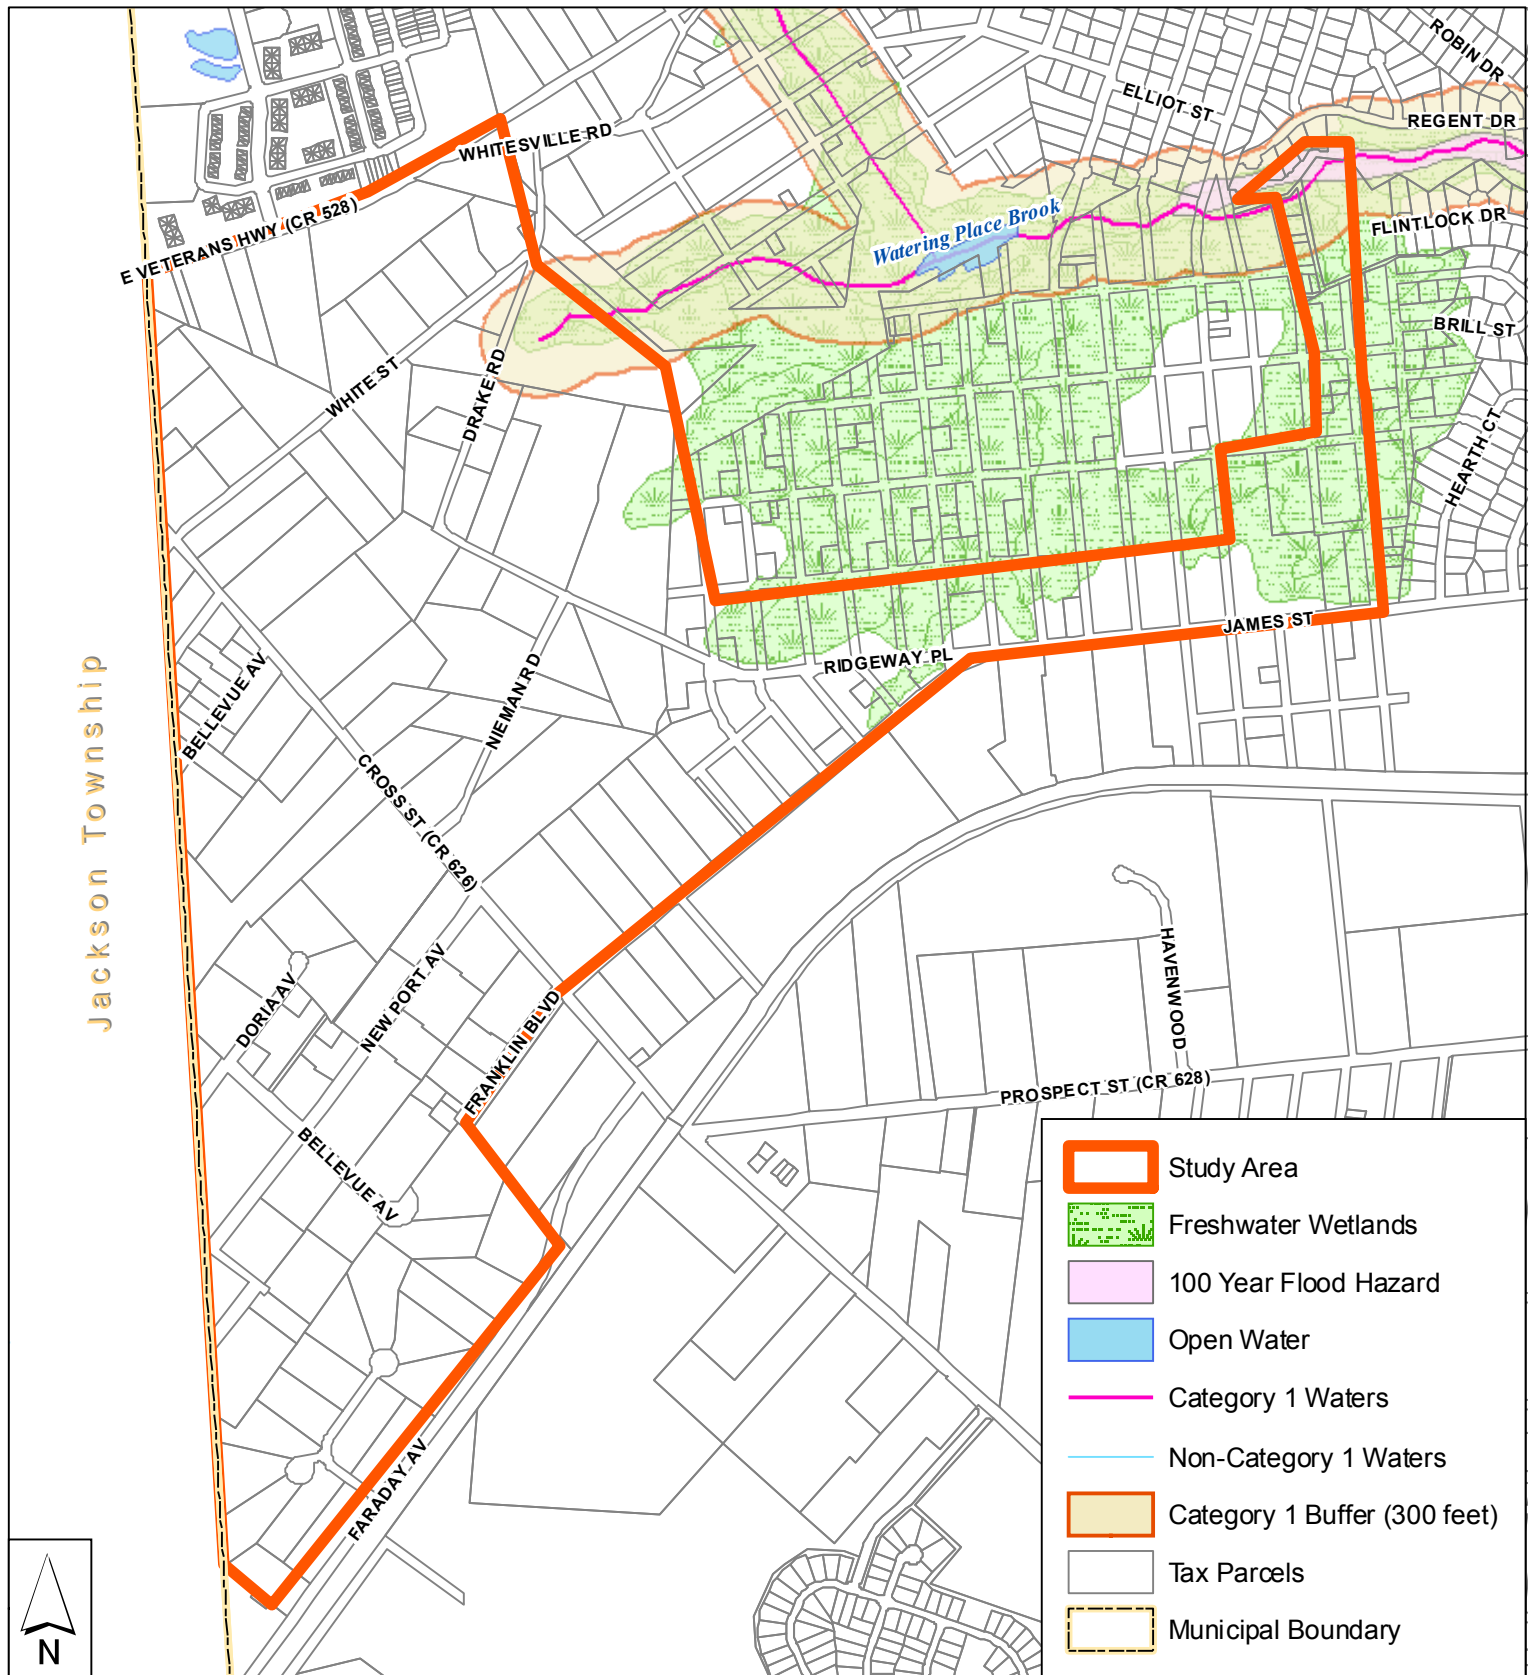 ROBIN DR
ELLIOT ST
REGENT DR
WHITESVILLE RD
E VETERANS HWY (CR 528)
Watering Place Brook
FLINTLOCK DR
BRILL ST
WHITE ST
DRAKE RD
HEARTH CT
JAMES ST
RIDGEWAY PL
Jackson Township
BELLEVUE AV
NIEMAN RD
CROSS ST (CR 626)
HAVENWOOD
DORIA AV
NEW PORT AV
FRANKLIN BLVD
PROSPECT ST (CR 628)
BELLEVUE AV
FARADAY AV
Study Area
Freshwater Wetlands
100 Year Flood Hazard
Open Water
Category 1 Waters
Non-Category 1 Waters
Category 1 Buffer (300 feet)
Tax Parcels
Municipal Boundary
N